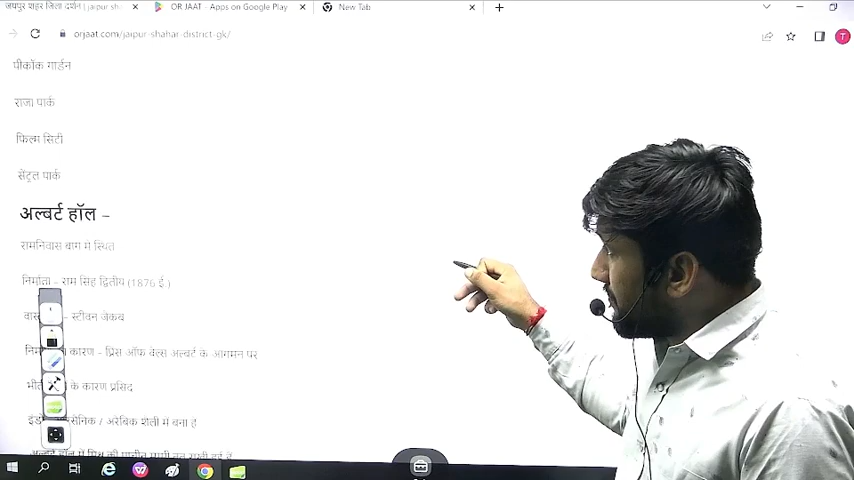 जयपुर शहर जिला दर्शन | jaipur sh
OR JAAT - Apps on Google Play
New Tab
orjaat.com/jaipur-shahar-district-gk/
T
पीकॉक गार्डन
राजा पार्क
फिल्म सिटी
सेंट्रल पार्क
अल्बर्ट हॉल –
रामनिवास बाग में स्थित
निर्माता – राम सिंह द्वितीय (1876 ई.)
– स्टीवन जेकब
कारण – प्रिंस ऑफ वेल्स अल्बर्ट के आगमन पर
के कारण प्रसिद
/ अरेबिक शैली में बना है
अल्बर्ट हॉल में मिश्र की